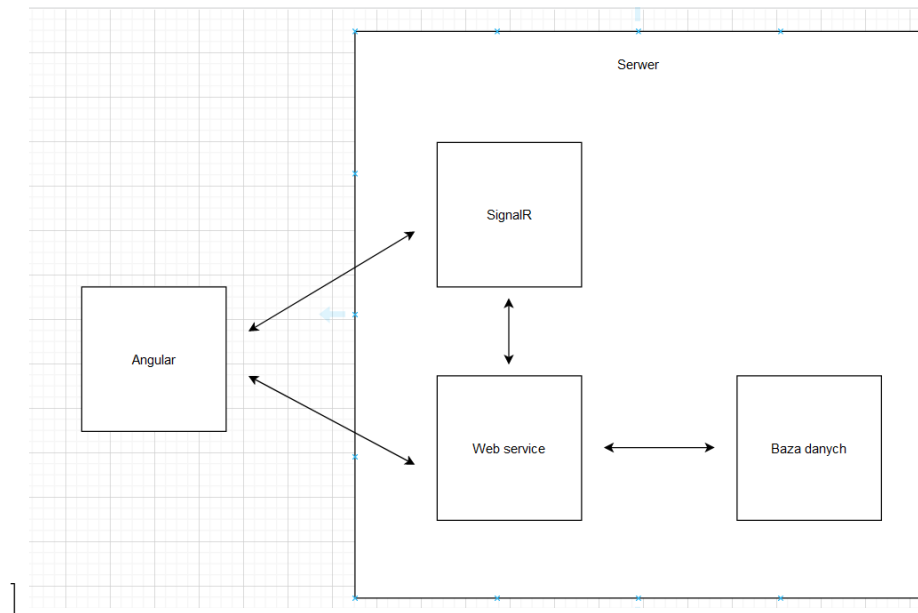 Serwer
SignalR
Angular
Web service
Baza danych
]